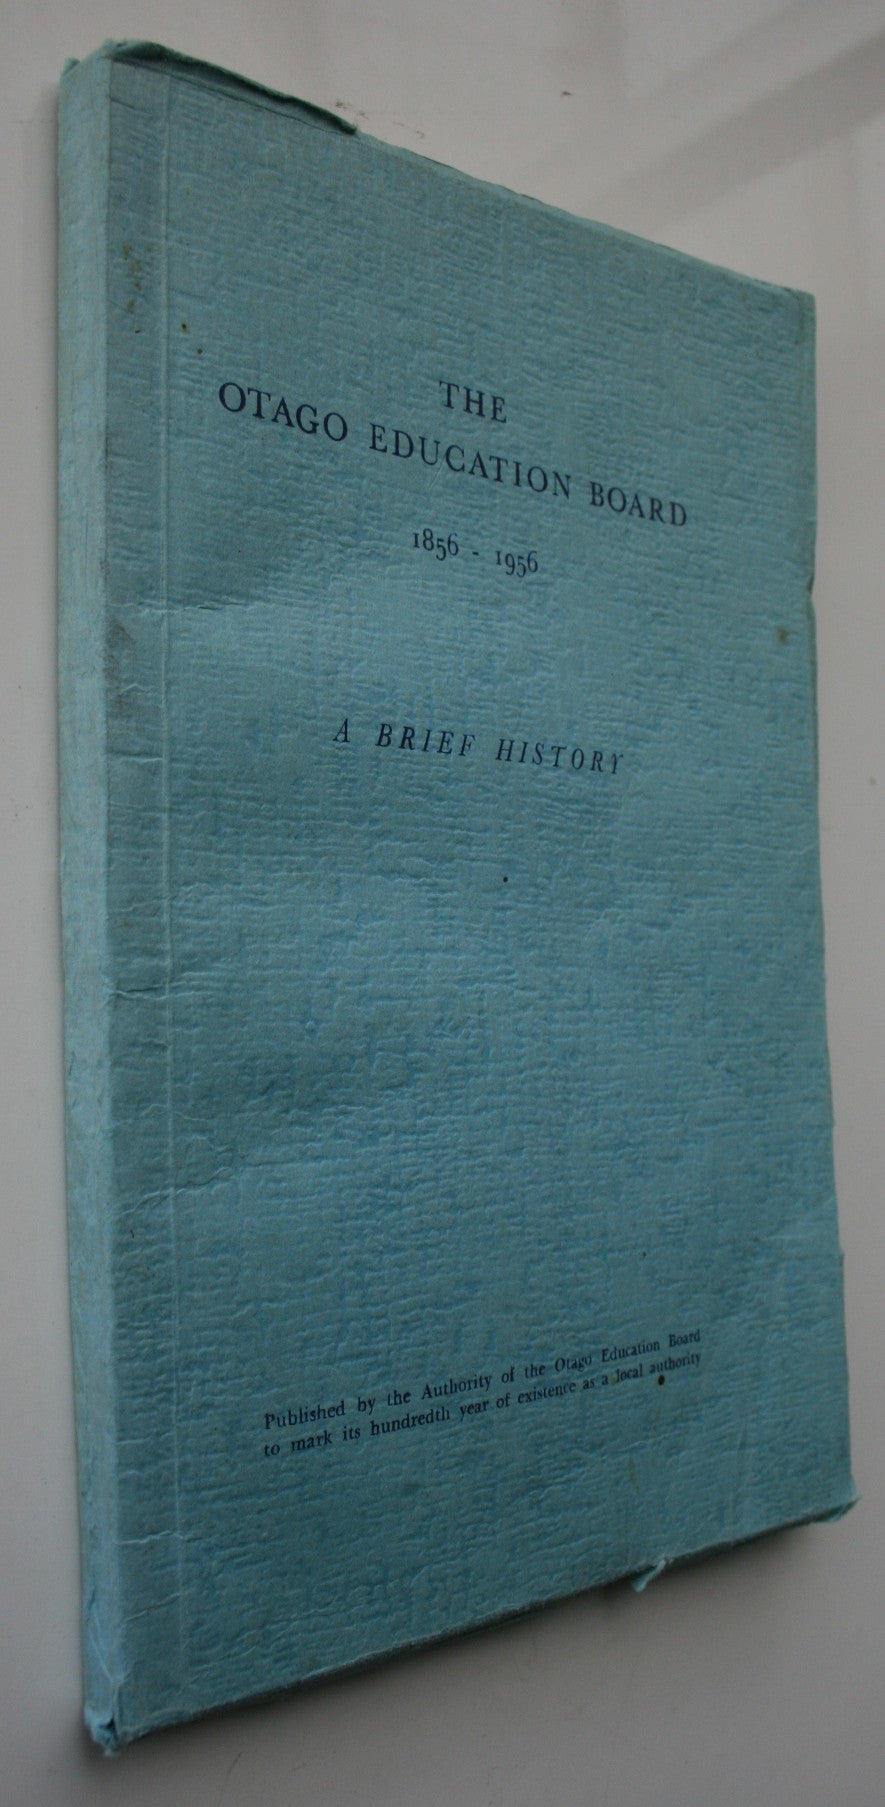 THE
OTAGO EDUCATION BOARD
1856 - 1956
A BRIEF HISTORY
Published by the Authority of the Otago Education Board
to mark its hundredth year of existence as a local authority